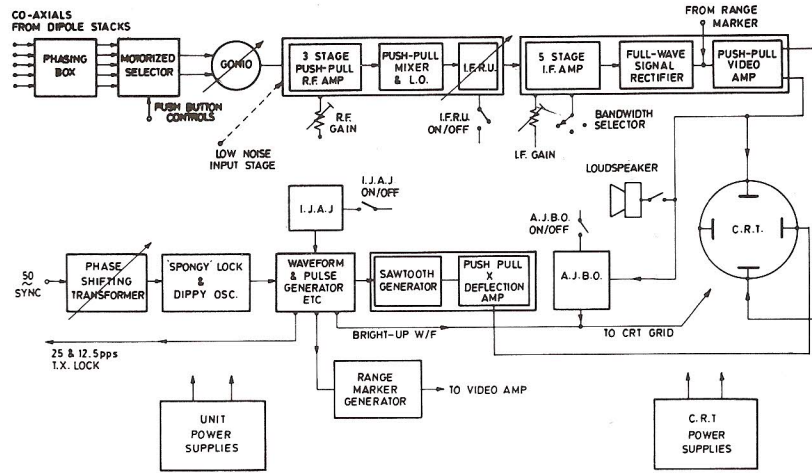 CO-AXIALS
FROM DIPOLE STACKS
PHASING
BOX
MOTORIZED
SELECTOR
PUSH BUTTON
CONTROLS
GONIO
LOW NOISE
INPUT STAGE
3 STAGE
PUSH-PULL
R.F. AMP
PUSH-PULL
MIXER
& L.O.
I.F.R.U.
R.F.
GAIN
I.F.R.U.
ON/OFF
5 STAGE
I.F. AMP
FULL-WAVE
SIGNAL
RECTIFIER
PUSH-PULL
VIDEO
AMP
FROM RANGE
MARKER
I.F. GAIN
BANDWIDTH
SELECTOR
LOUDSPEAKER
C.R.T.
I.J.A.J
ON/OFF
I.J.A.J
A.J.B.O.
ON/OFF
A.J.B.O.
50
~
SYNC
PHASE
SHIFTING
TRANSFORMER
'SPONGY' LOCK
&
DIPPY OSC.
WAVEFORM
& PULSE
GENERATOR
ETC
SAWTOOTH
GENERATOR
PUSH PULL
X
DEFLECTION
AMP
BRIGHT-UP W/F
TO CRT GRID
25 & 12.5pps
T.X. LOCK
RANGE
MARKER
GENERATOR
TO VIDEO AMP
UNIT
POWER
SUPPLIES
C.R.T
POWER
SUPPLIES